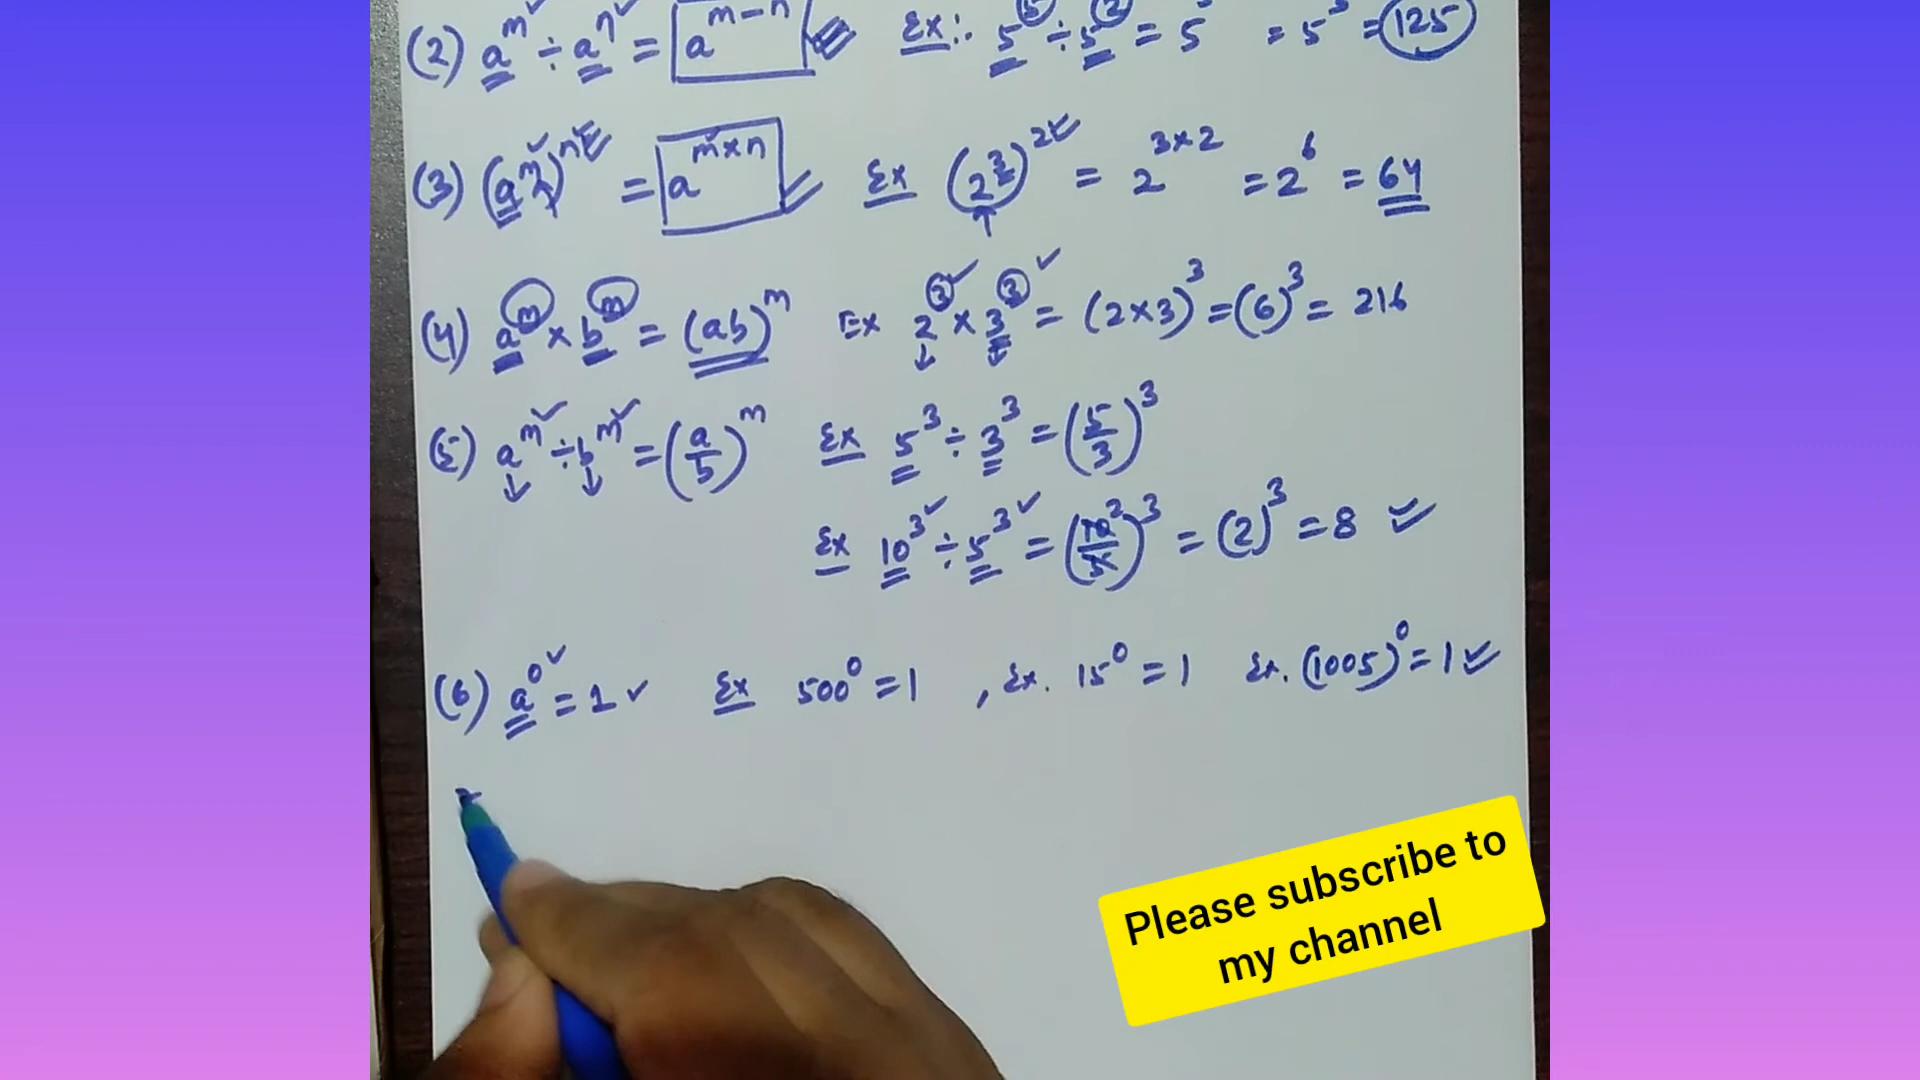 (2) a^m ÷ a^n = a^(m-n) Ex:- 5^5 ÷ 5^2 = 5 = 5^3 = 125
(3) (a^m)^n = a^(m×n) Ex (2^3)^2 = 2^(3×2) = 2^6 = 64
(4) a^m × b^m = (ab)^m Ex 2^3 × 3^3 = (2×3)^3 = (6)^3 = 216
(5) a^m ÷ b^m = (a/b)^m Ex 5^3 ÷ 3^3 = (5/3)^3
Ex 10^3 ÷ 5^3 = (10/5)^3 = (2)^3 = 8
(6) a^0 = 1 Ex 500^0 = 1 , Ex. 15^0 = 1 Ex. (1005)^0 = 1
Please subscribe to
my channel